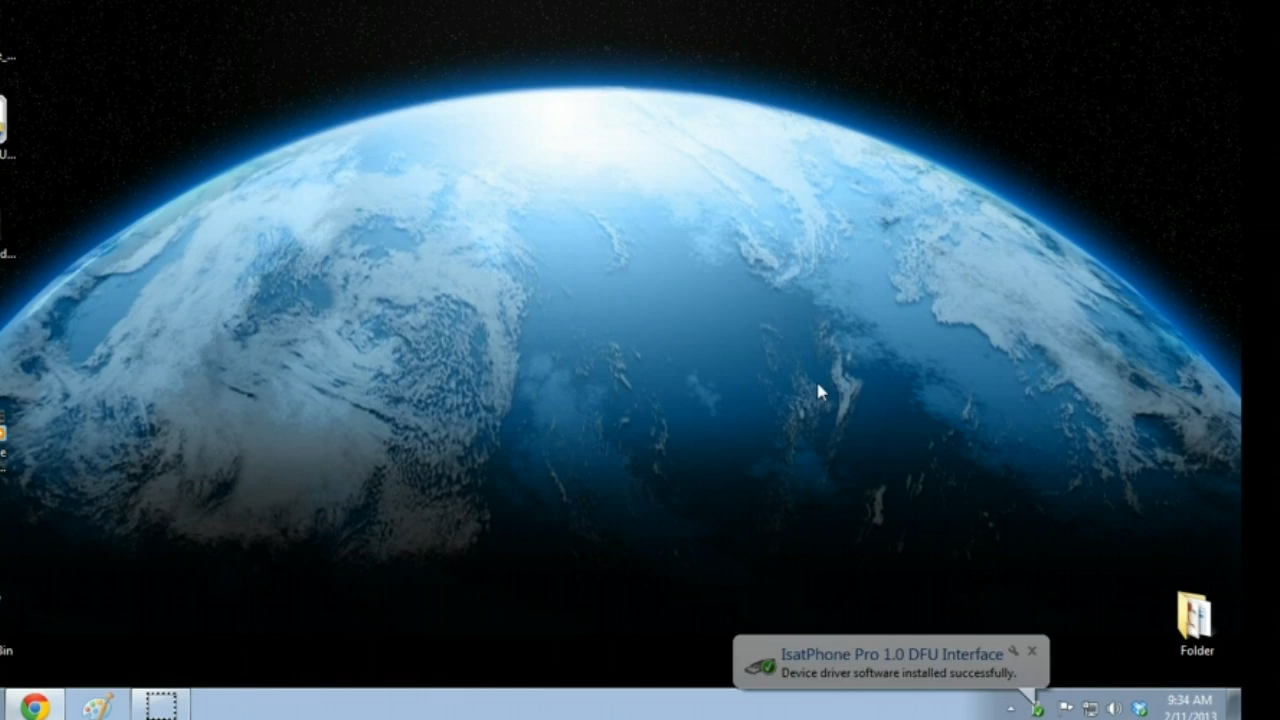 _...
U...
d...
e
...
Bin
Folder
IsatPhone Pro 1.0 DFU Interface
Device driver software installed successfully.
9:34 AM
2/11/2013